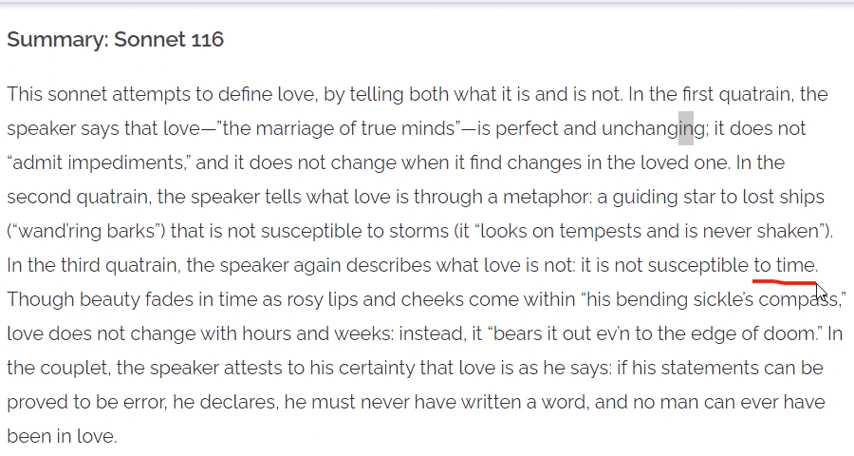 Summary: Sonnet 116
This sonnet attempts to define love, by telling both what it is and is not. In the first quatrain, the
speaker says that love—”the marriage of true minds”—is perfect and unchanging; it does not
“admit impediments,” and it does not change when it find changes in the loved one. In the
second quatrain, the speaker tells what love is through a metaphor: a guiding star to lost ships
(“wand’ring barks”) that is not susceptible to storms (it “looks on tempests and is never shaken”).
In the third quatrain, the speaker again describes what love is not: it is not susceptible to time.
Though beauty fades in time as rosy lips and cheeks come within “his bending sickle’s compass,”
love does not change with hours and weeks: instead, it “bears it out ev’n to the edge of doom.” In
the couplet, the speaker attests to his certainty that love is as he says: if his statements can be
proved to be error, he declares, he must never have written a word, and no man can ever have
been in love.